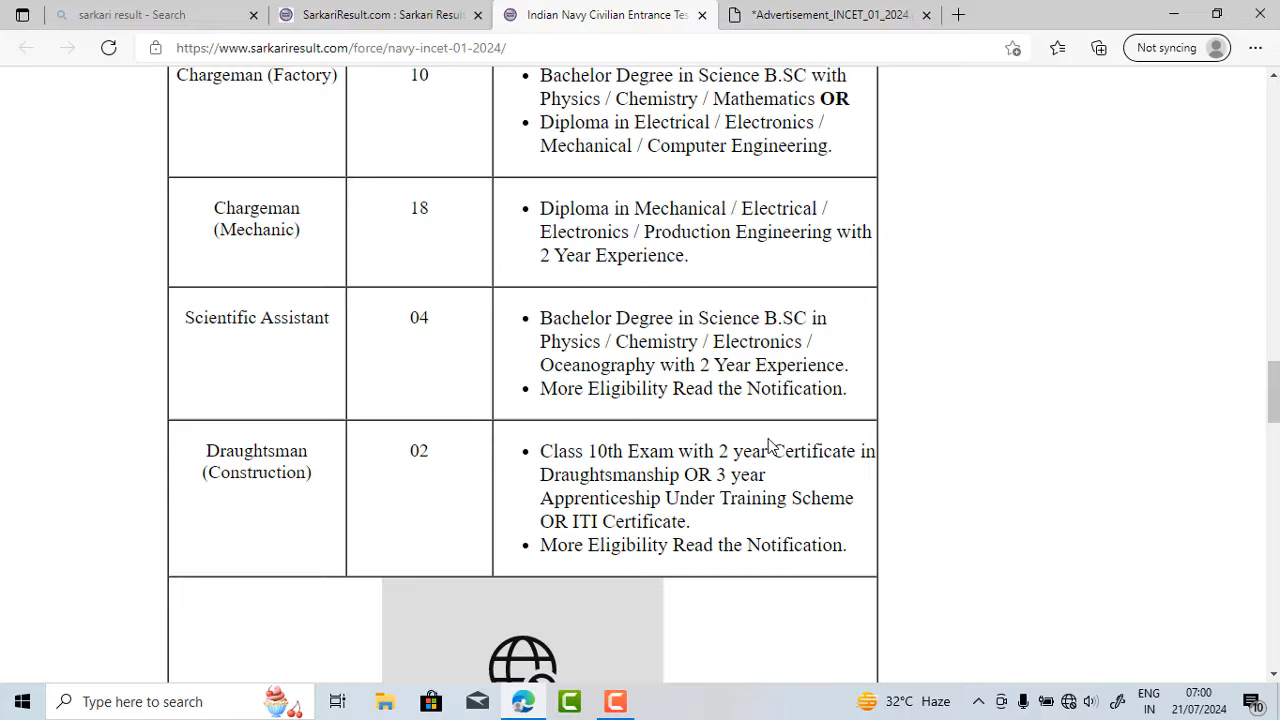 sarkari result - Search
SarkariResult.com : Sarkari Resul
Indian Navy Civilian Entrance Tes
*Advertisement_INCET_01_2024
https://www.sarkariresult.com/force/navy-incet-01-2024/
Not syncing
Chargeman (Factory)
10
• Bachelor Degree in Science B.SC with
Physics / Chemistry / Mathematics OR
• Diploma in Electrical / Electronics /
Mechanical / Computer Engineering.
Chargeman
(Mechanic)
18
• Diploma in Mechanical / Electrical /
Electronics / Production Engineering with
2 Year Experience.
Scientific Assistant
04
• Bachelor Degree in Science B.SC in
Physics / Chemistry / Electronics /
Oceanography with 2 Year Experience.
• More Eligibility Read the Notification.
Draughtsman
(Construction)
02
• Class 10th Exam with 2 year Certificate in
Draughtsmanship OR 3 year
Apprenticeship Under Training Scheme
OR ITI Certificate.
• More Eligibility Read the Notification.
Type here to search
32°C Haze
ENG
IN
07:00
21/07/2024
10